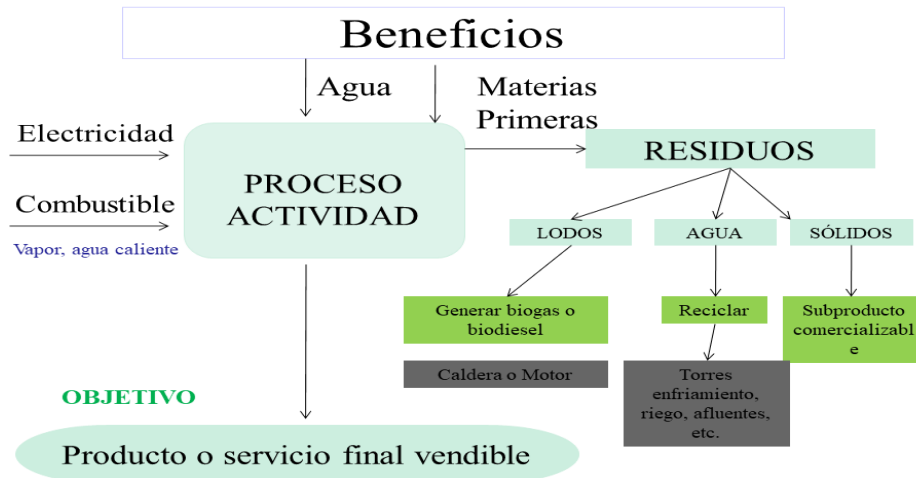 Beneficios
Agua
Materias
Primeras
Electricidad
Combustible
Vapor, agua caliente
PROCESO
ACTIVIDAD
RESIDUOS
LODOS
AGUA
SÓLIDOS
Generar biogas o
biodiesel
Reciclar
Subproducto
comercializabl
e
Caldera o Motor
Torres
enfriamiento,
riego, afluentes,
etc.
OBJETIVO
Producto o servicio final vendible